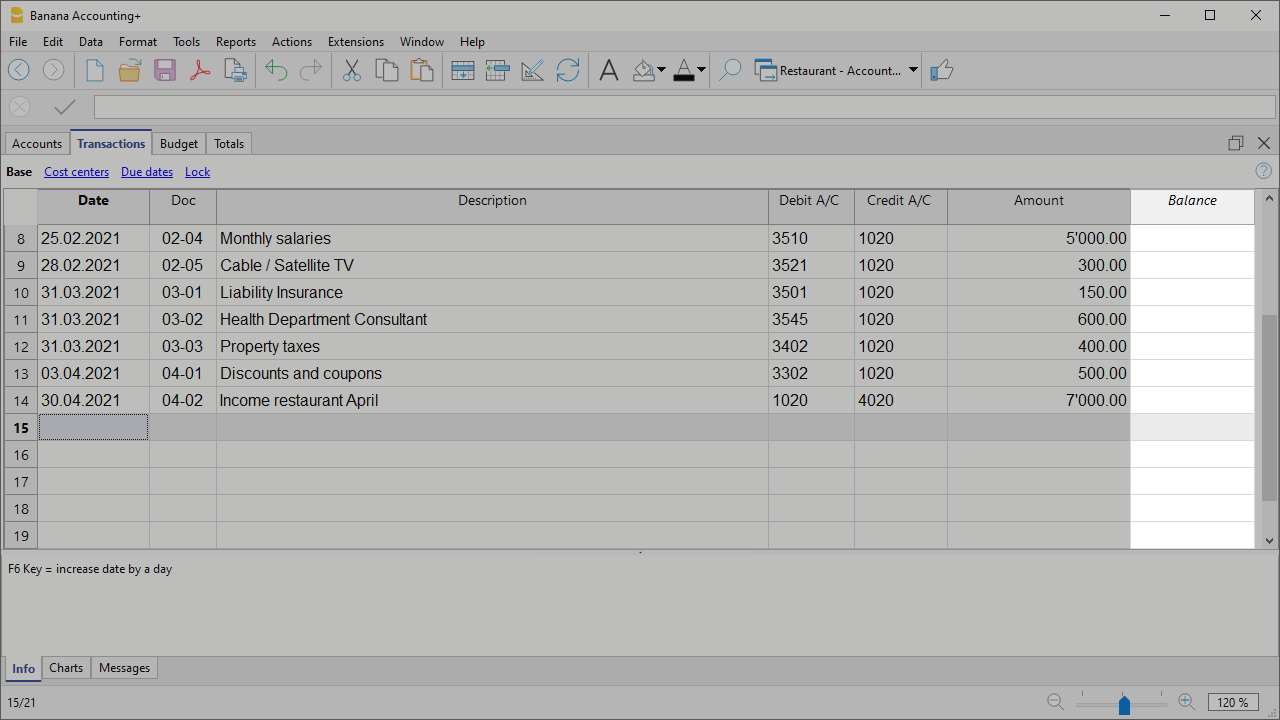 Banana Accounting+
File Edit Data Format Tools Reports Actions Extensions Window Help
Restaurant - Account...
Accounts Transactions Budget Totals
Base Cost centers Due dates Lock
Date Doc Description Debit A/C Credit A/C Amount Balance
8 25.02.2021 02-04 Monthly salaries 3510 1020 5'000.00
9 28.02.2021 02-05 Cable / Satellite TV 3521 1020 300.00
10 31.03.2021 03-01 Liability Insurance 3501 1020 150.00
11 31.03.2021 03-02 Health Department Consultant 3545 1020 600.00
12 31.03.2021 03-03 Property taxes 3402 1020 400.00
13 03.04.2021 04-01 Discounts and coupons 3302 1020 500.00
14 30.04.2021 04-02 Income restaurant April 1020 4020 7'000.00
15
16
17
18
19
F6 Key = increase date by a day
Info Charts Messages
15/21 120 %